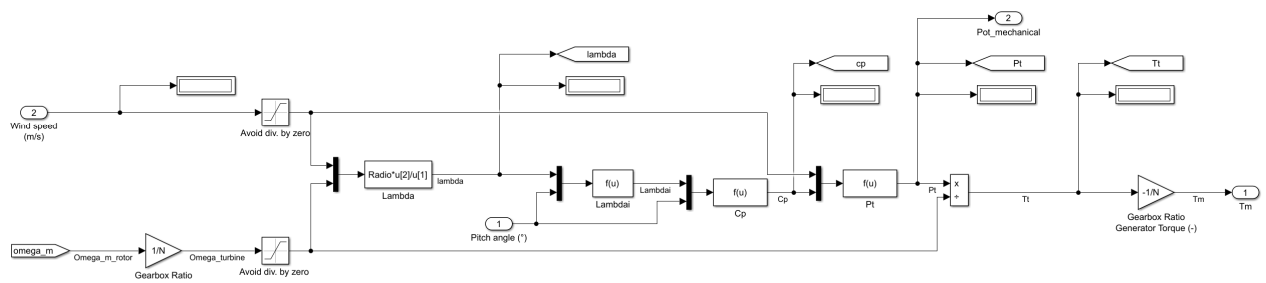 2
Pot_mechanical
lambda
cp
Pt
Tt
2
Wind speed
(m/s)
Avoid div. by zero
Radio*u[2]/u[1]
lambda
Lambda
f(u)
Lambdai
Lambdai
f(u)
Cp
Cp
f(u)
Pt
Pt
x
÷
Tt
-1/N
Gearbox Ratio
Generator Torque (-)
Tm
1
Tm
1
Pitch angle (°)
omega_m
Omega_m_rotor
1/N
Gearbox Ratio
Omega_turbine
Avoid div. by zero